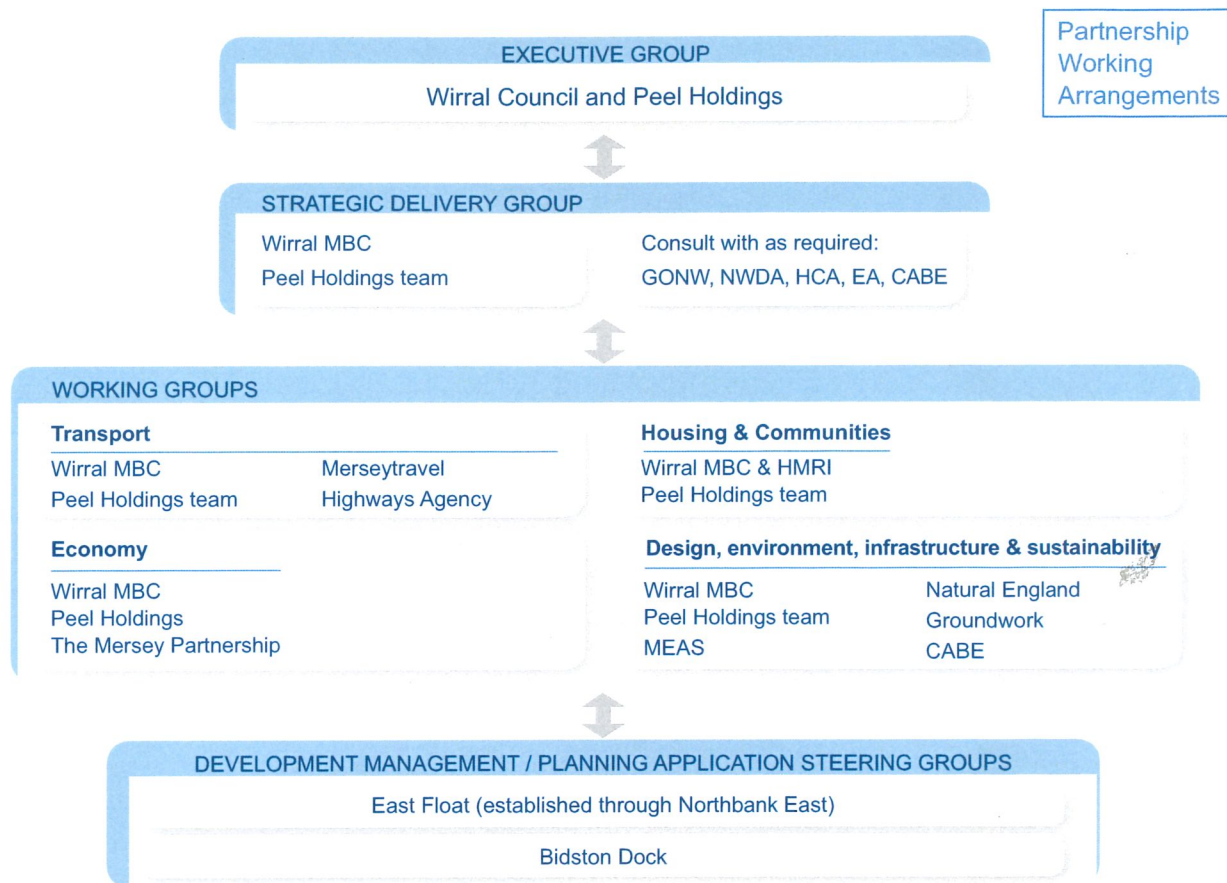 Partnership
Working
Arrangements
EXECUTIVE GROUP
Wirral Council and Peel Holdings
STRATEGIC DELIVERY GROUP
Wirral MBC
Peel Holdings team
Consult with as required:
GONW, NWDA, HCA, EA, CABE
WORKING GROUPS
Transport
Wirral MBC
Peel Holdings team
Merseytravel
Highways Agency
Housing & Communities
Wirral MBC & HMRI
Peel Holdings team
Economy
Wirral MBC
Peel Holdings
The Mersey Partnership
Design, environment, infrastructure & sustainability
Wirral MBC
Peel Holdings team
MEAS
Natural England
Groundwork
CABE
DEVELOPMENT MANAGEMENT / PLANNING APPLICATION STEERING GROUPS
East Float (established through Northbank East)
Bidston Dock